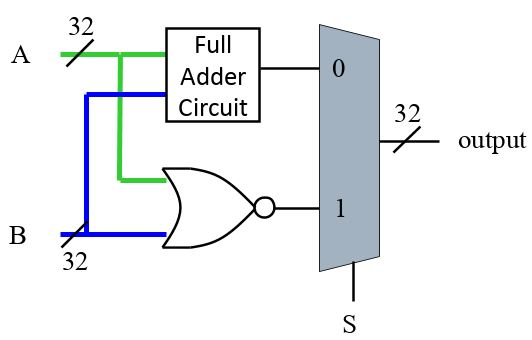 32
A
Full
Adder
Circuit
0
32
output
1
B
32
S